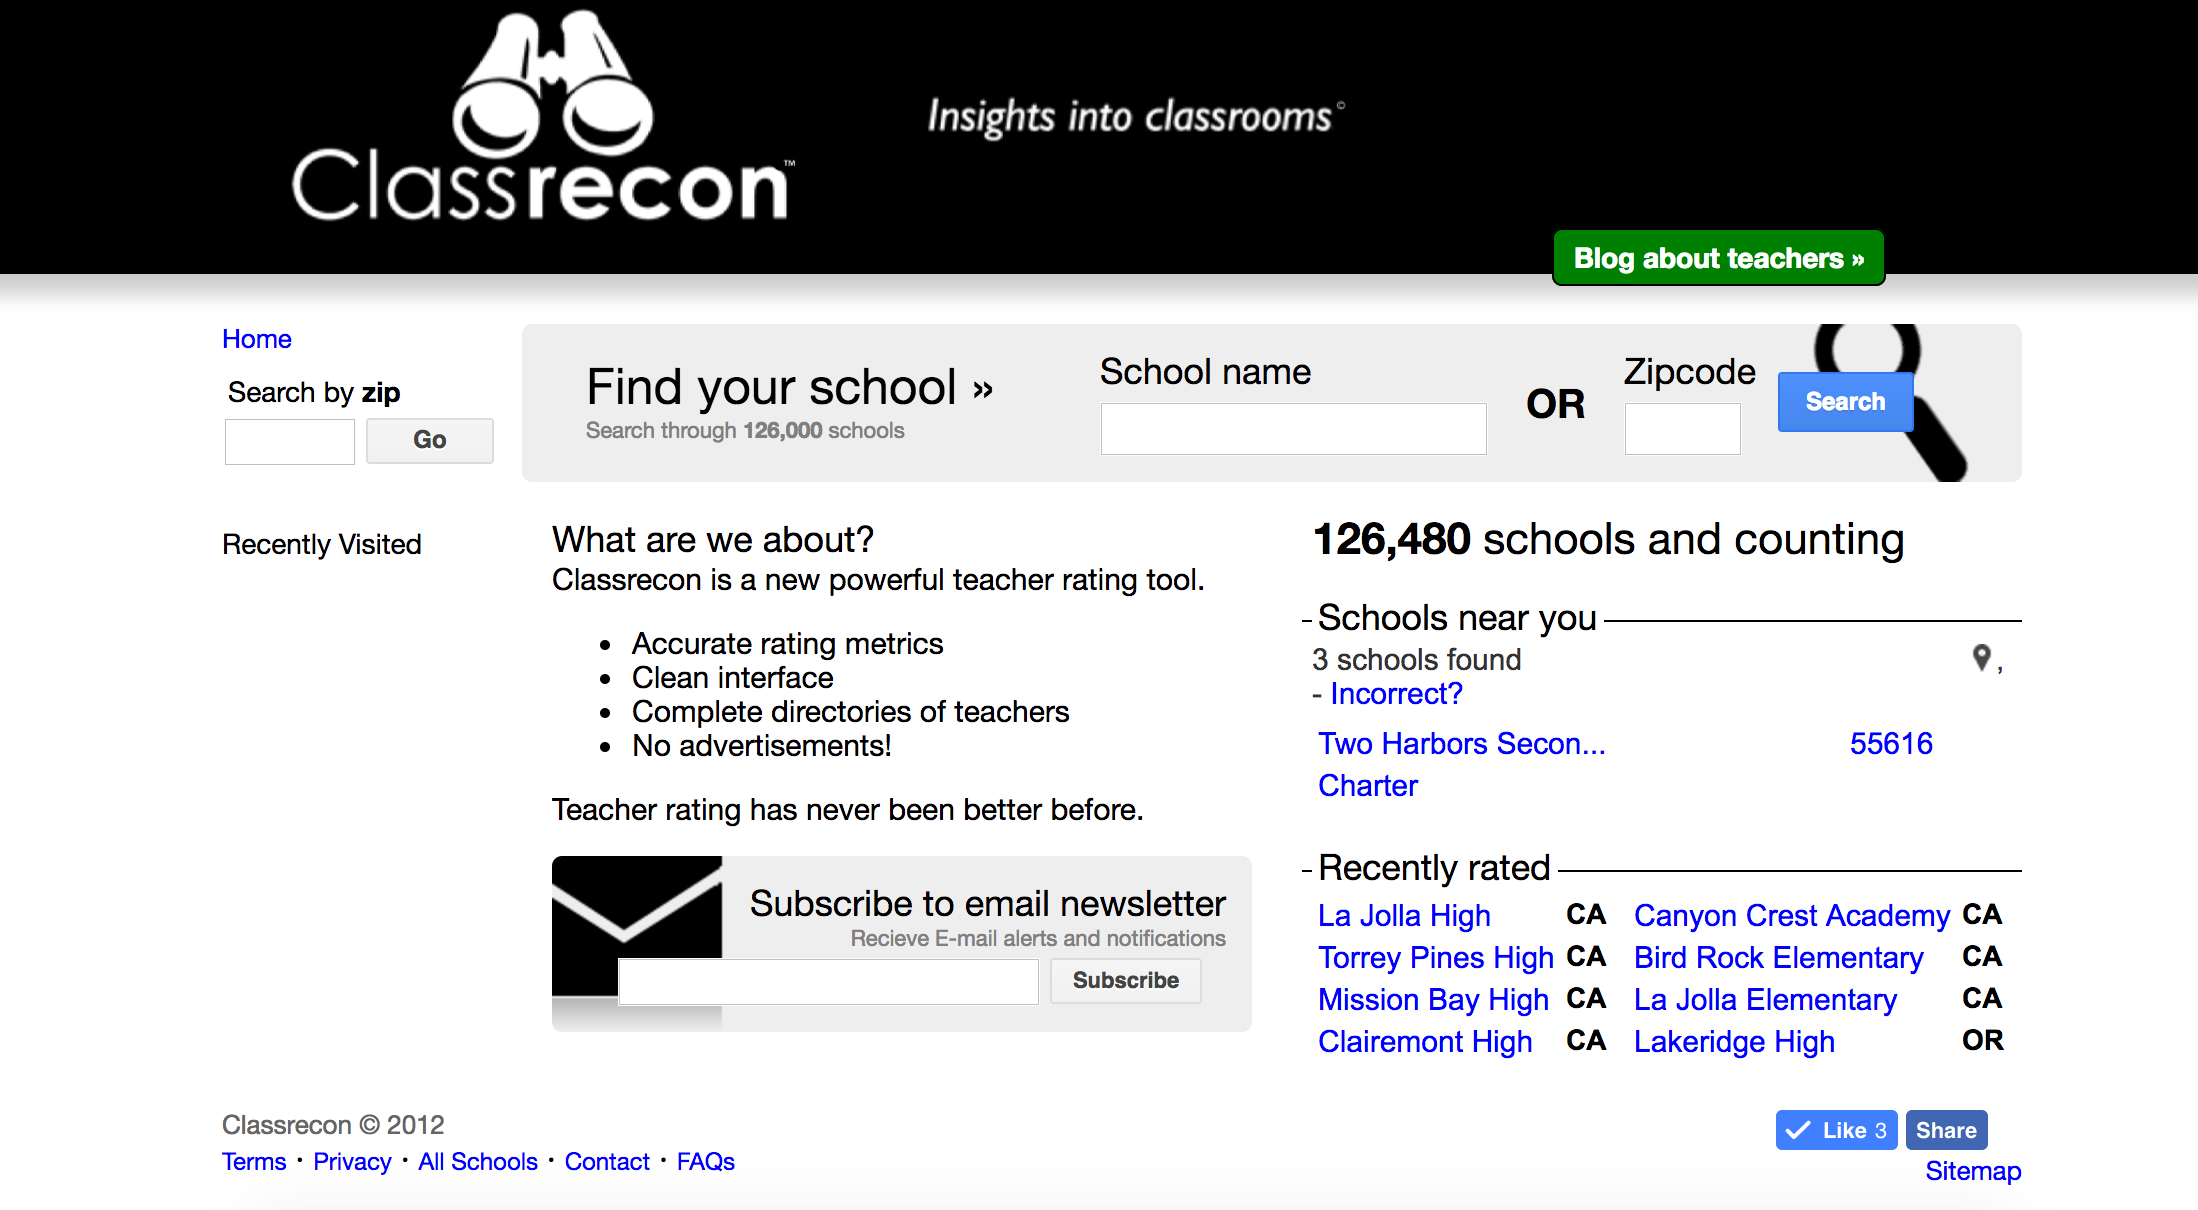 Classrecon™
Insights into classrooms©
Blog about teachers »
Home
Search by zip
Go
Find your school »
Search through 126,000 schools
School name
OR
Zipcode
Search
Recently Visited
What are we about?
Classrecon is a new powerful teacher rating tool.
• Accurate rating metrics
• Clean interface
• Complete directories of teachers
• No advertisements!
Teacher rating has never been better before.
Subscribe to email newsletter
Recieve E-mail alerts and notifications
Subscribe
126,480 schools and counting
Schools near you
3 schools found ,
- Incorrect?
Two Harbors Secon... 55616
Charter
Recently rated
La Jolla High CA Canyon Crest Academy CA
Torrey Pines High CA Bird Rock Elementary CA
Mission Bay High CA La Jolla Elementary CA
Clairemont High CA Lakeridge High OR
Classrecon © 2012
Terms · Privacy · All Schools · Contact · FAQs
Like 3 Share
Sitemap